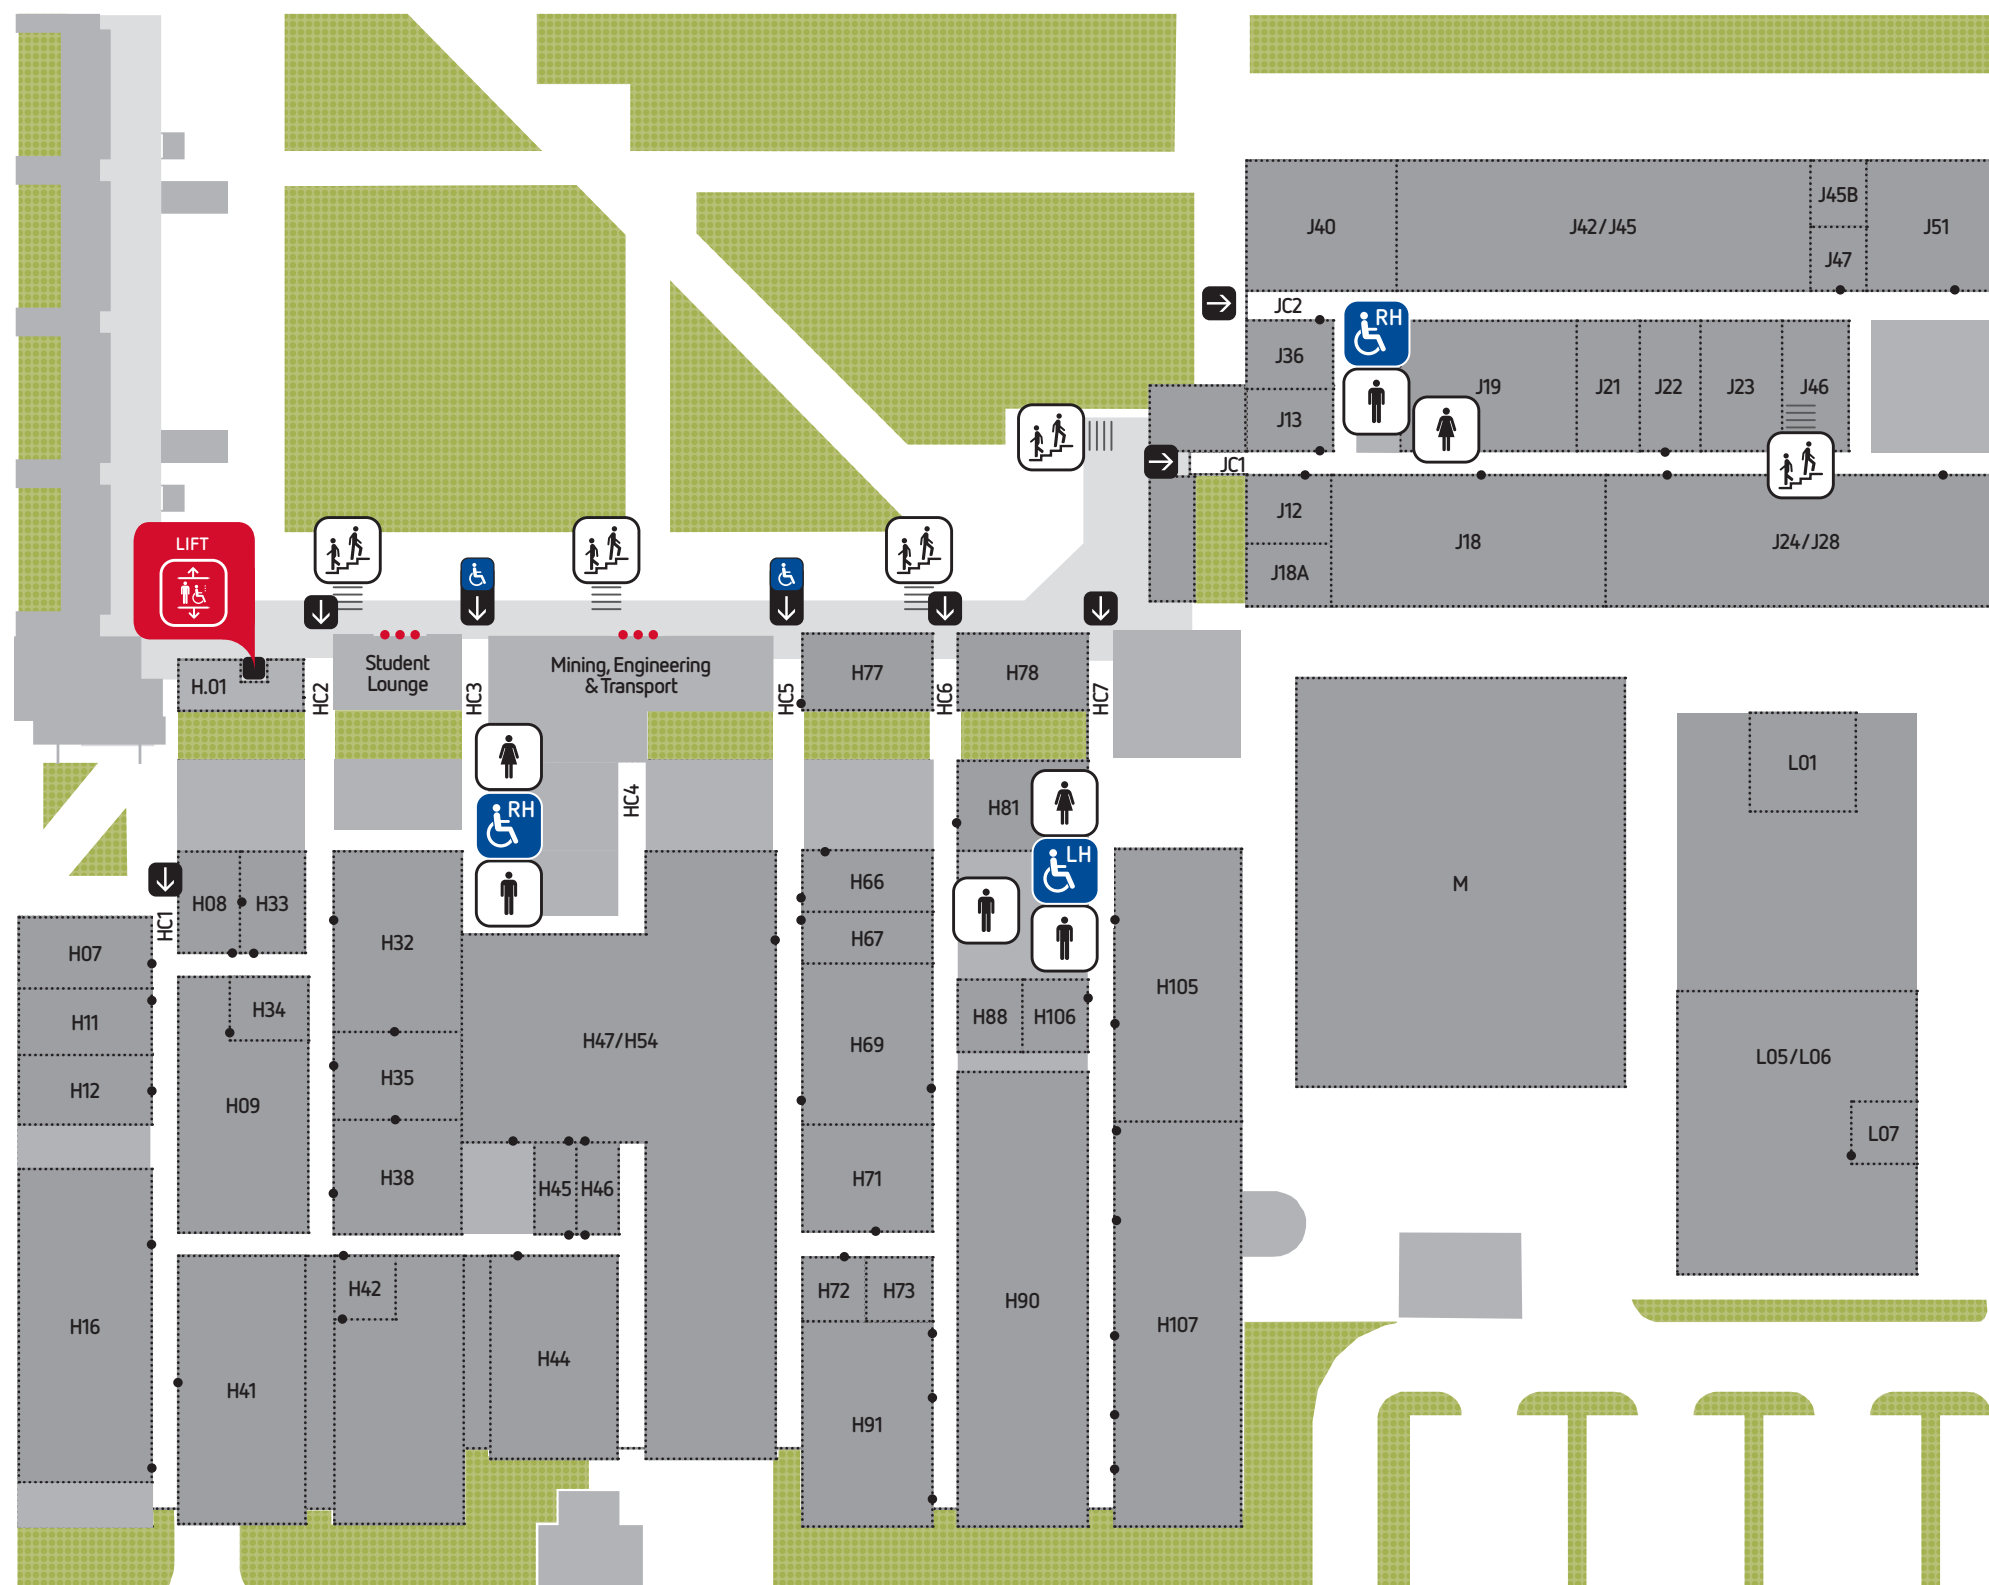 J45B
J40
J42/J45
J51
J47
JC2
RH
J36
J19
J21
J22
J23
J46
J13
JC1
J12
J18
J24/J28
J18A
LIFT
H.01
HC2
Student
Lounge
HC3
Mining, Engineering
& Transport
HC5
H77
HC6
H78
HC7
L01
RH
HC4
H81
LH
H08
H33
HC1
H66
M
H07
H32
H67
H11
H34
H88
H106
H105
H47/H54
H69
L05/L06
H12
H09
H35
L07
H38
H45
H46
H71
H42
H72
H73
H90
H16
H44
H107
H41
H91